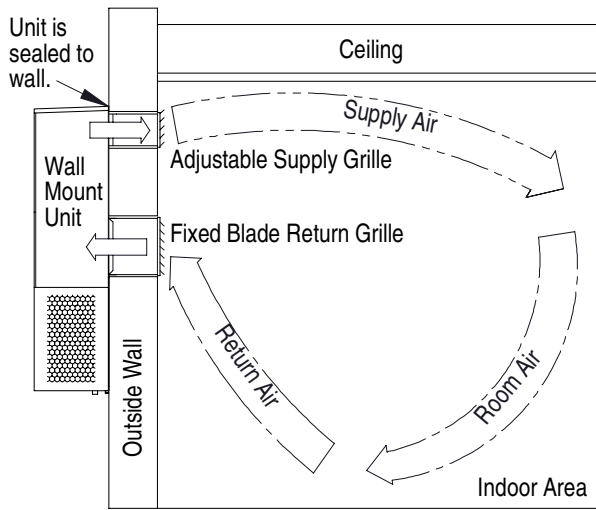 Unit is
sealed to
wall.
Ceiling
Supply Air
Adjustable Supply Grille
Wall
Mount
Unit
Fixed Blade Return Grille
Return Air
Room Air
Outside Wall
Indoor Area